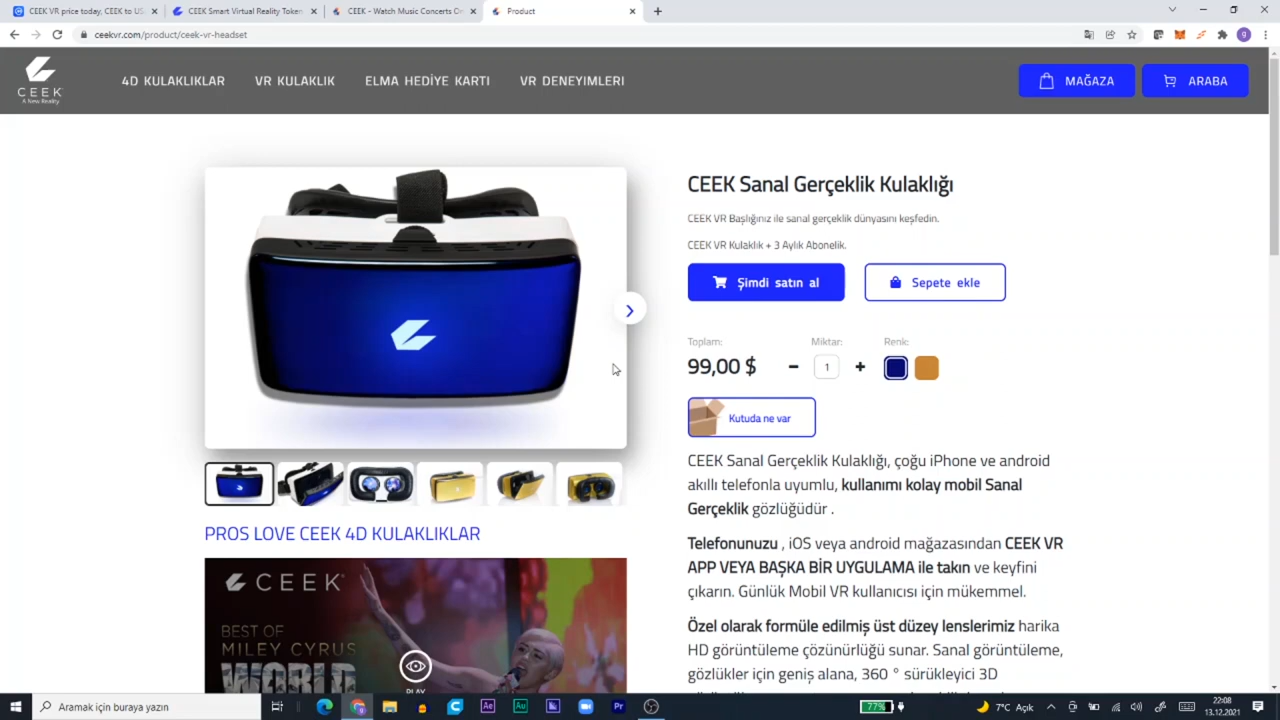 CEEK VR price today, CEEK to US
CEEK Smart Virtual Reality Token
CEEK - Watch Music Concerts On
Product
ceekvr.com/product/ceek-vr-headset
g
CEEK
A New Reality
4D KULAKLIKLAR
VR KULAKLIK
ELMA HEDİYE KARTI
VR DENEYIMLERI
MAĞAZA
ARABA
CEEK Sanal Gerçeklik Kulaklığı
CEEK VR Başlığınız ile sanal gerçeklik dünyasını keşfedin.
CEEK VR Kulaklık + 3 Aylık Abonelik.
Şimdi satın al
Sepete ekle
Toplam:
Miktar:
Renk:
99,00 $
1
Kutuda ne var
CEEK Sanal Gerçeklik Kulaklığı, çoğu iPhone ve android
akıllı telefonla uyumlu, kullanımı kolay mobil Sanal
Gerçeklik gözlüğüdür .
Telefonunuzu , iOS veya android mağazasından CEEK VR
APP VEYA BAŞKA BİR UYGULAMA ile takın ve keyfini
çıkarın. Günlük Mobil VR kullanıcısı için mükemmel.
Özel olarak formüle edilmiş üst düzey lenslerimiz harika
HD görüntüleme çözünürlüğü sunar. Sanal görüntüleme,
gözlükler için geniş alana, 360 ° sürükleyici 3D
PROS LOVE CEEK 4D KULAKLIKLAR
CEEK
BEST OF
MILEY CYRUS
WORLD
PLAY
Aramak için buraya yazın
Ae
Au
Pr
77%
7°C Açık
22:08
13.12.2021